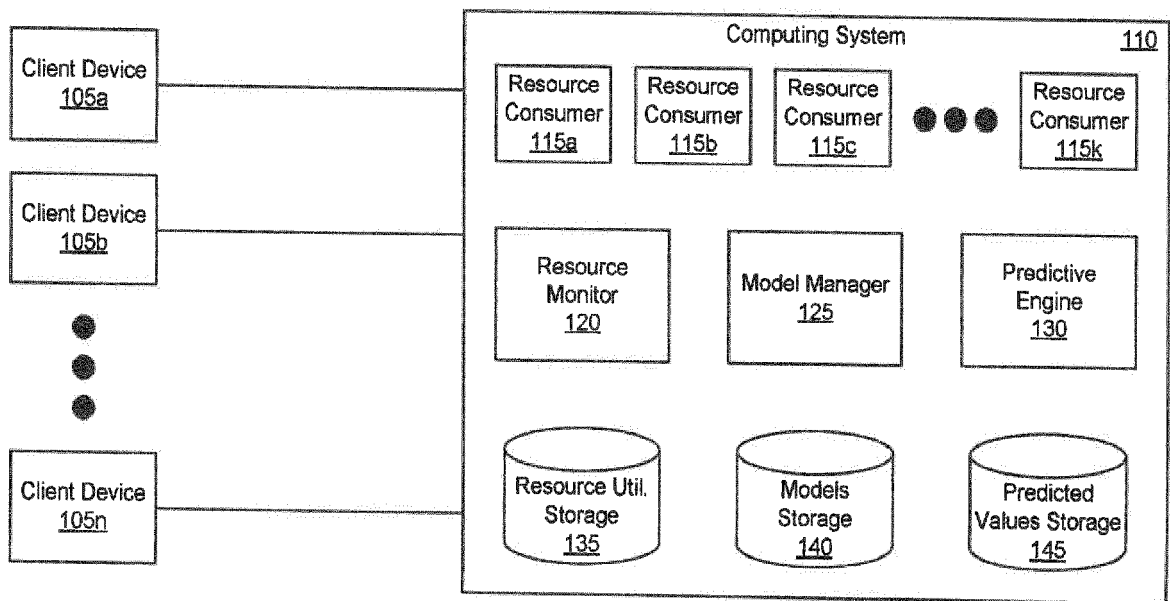 Computing System 110
Client Device
105a
Resource
Consumer
115a
Resource
Consumer
115b
Resource
Consumer
115c
Resource
Consumer
115k
Client Device
105b
Resource
Monitor
120
Model Manager
125
Predictive
Engine
130
Client Device
105n
Resource Util.
Storage
135
Models
Storage
140
Predicted
Values Storage
145